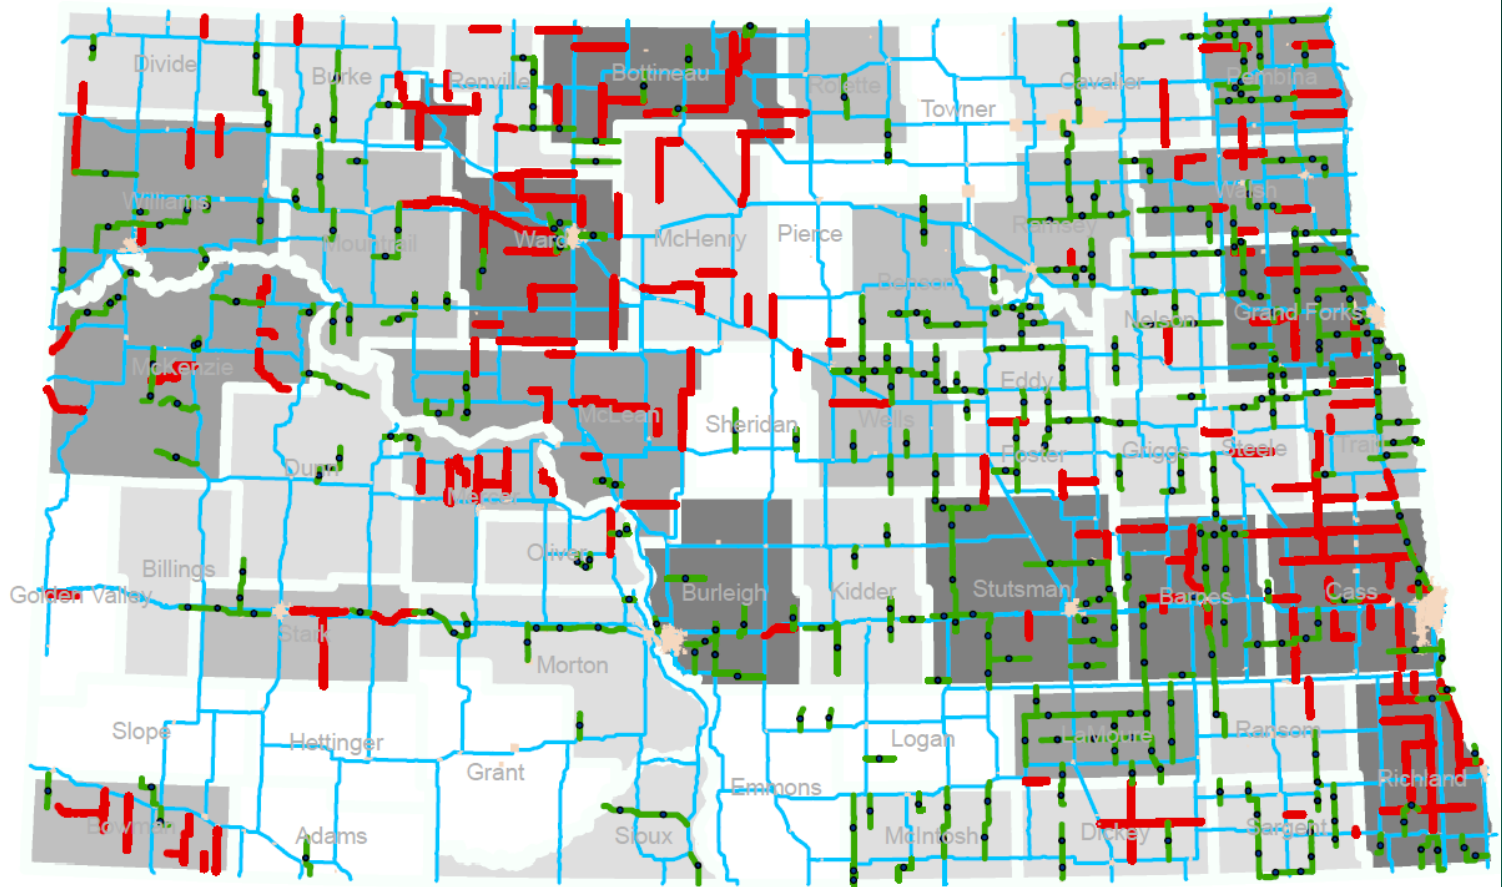 Divide
Burke
Renville
Bottineau
Rolette
Towner
Cavalier
Pembina
Williams
Mountrail
Ward
McHenry
Pierce
Benson
Ramsey
Walsh
Nelson
Grand Forks
McKenzie
Dunn
Mercer
McLean
Sheridan
Wells
Eddy
Foster
Griggs
Steele
Traill
Golden Valley
Billings
Stark
Oliver
Morton
Burleigh
Kidder
Stutsman
Barnes
Cass
Slope
Hettinger
Grant
Emmons
Logan
LaMoure
Ransom
Richland
Bowman
Adams
Sioux
McIntosh
Dickey
Sargent